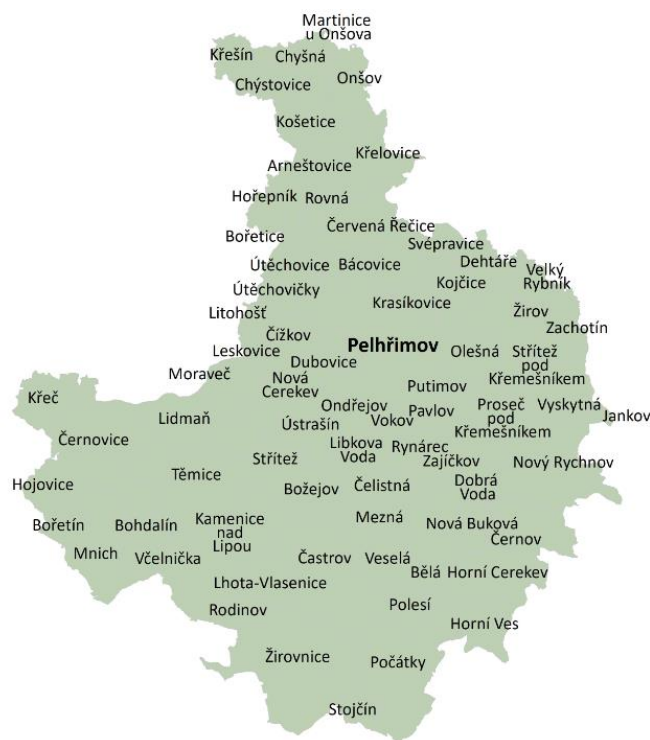 Martinice
u Onšova
Křešín
Chyšná
Onšov
Chýstovice
Košetice
Křelovice
Arneštovice
Hořepník
Rovná
Červená Řečice
Bořetice
Svépravice
Dehtáře
Útěchovice
Bácovice
Velký
Rybník
Kojčice
Útěchovičky
Krasíkovice
Litohošť
Žirov
Zachotín
Čížkov
Pelhřimov
Leskovice
Olešná
Střítež
pod
Křemešníkem
Dubovice
Moraveč
Nová
Cerekev
Putimov
Křeč
Ondřejov
Pavlov
Proseč
pod
Křemešníkem
Vyskytná
Jankov
Lidmaň
Ústrašín
Vokov
Černovice
Libkova
Voda
Rynárec
Střítež
Zajíčkov
Nový Rychnov
Těmice
Hojovice
Božejov
Čelistná
Dobrá
Voda
Mezná
Kamenice
nad
Lipou
Bořetín
Bohdalín
Nová Buková
Černov
Mnich
Včelnička
Častrov
Veselá
Bělá
Horní Cerekev
Lhota-Vlasenice
Rodinov
Polesí
Horní Ves
Žirovnice
Počátky
Stojčín